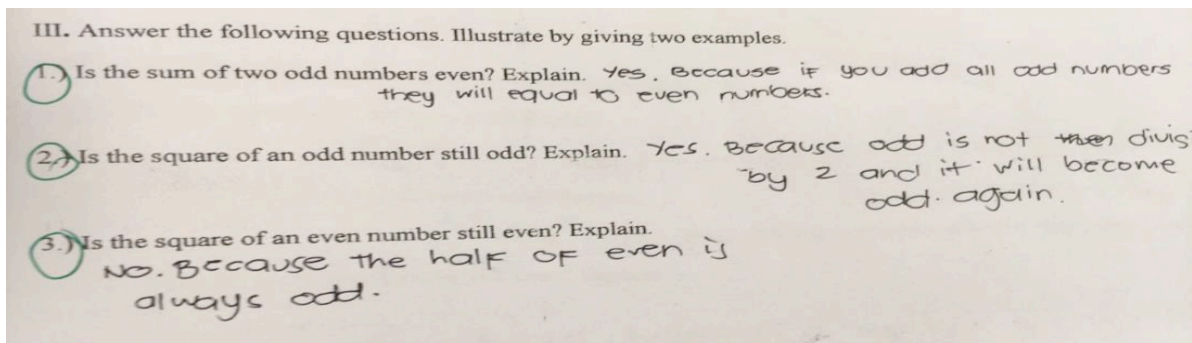 III. Answer the following questions. Illustrate by giving two examples.
1.) Is the sum of two odd numbers even? Explain. Yes. Because if you add all odd numbers
they will equal to even numbers.
2.) Is the square of an odd number still odd? Explain. Yes. Because odd is not divis
by 2 and it will become
odd. again.
3.) Is the square of an even number still even? Explain.
No. Because the half of even is
always odd.